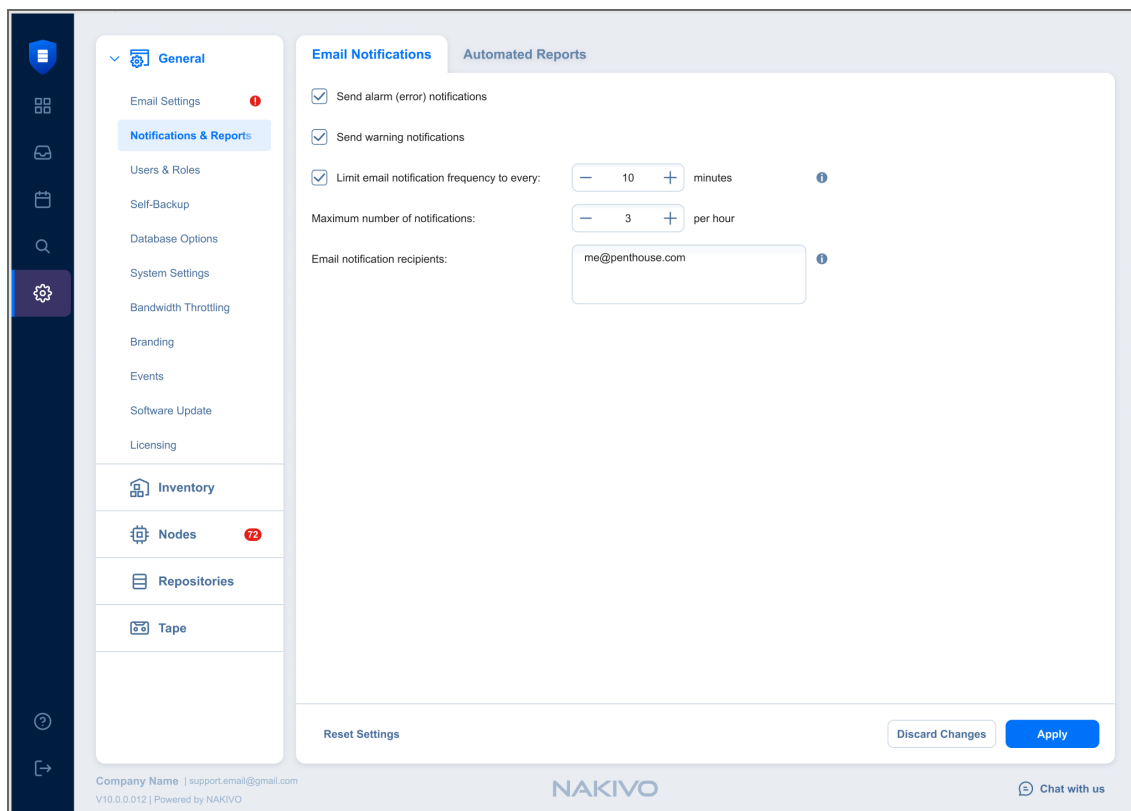 General
Email Settings
Notifications & Reports
Users & Roles
Self-Backup
Database Options
System Settings
Bandwidth Throttling
Branding
Events
Software Update
Licensing
Inventory
Nodes 72
Repositories
Tape
Email Notifications Automated Reports
Send alarm (error) notifications
Send warning notifications
Limit email notification frequency to every: 10 minutes
Maximum number of notifications: 3 per hour
Email notification recipients: me@penthouse.com
Reset Settings Discard Changes Apply
Company Name | support.email@gmail.com
V10.0.0.012 | Powered by NAKIVO
NAKIVO
Chat with us